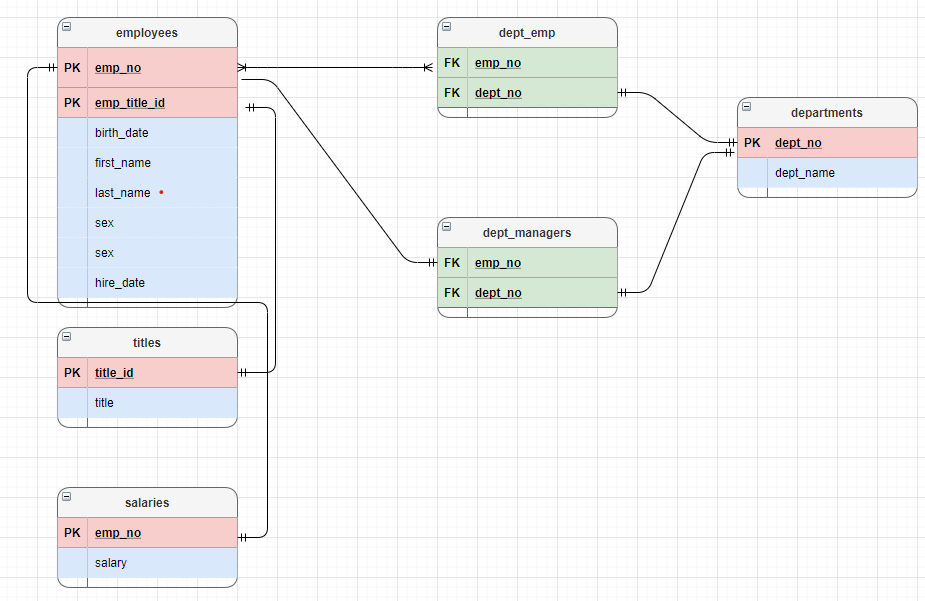 employees
PK emp_no
PK emp_title_id
birth_date
first_name
last_name
sex
sex
hire_date
titles
PK title_id
title
salaries
PK emp_no
salary
dept_emp
FK emp_no
FK dept_no
dept_managers
FK emp_no
FK dept_no
departments
PK dept_no
dept_name